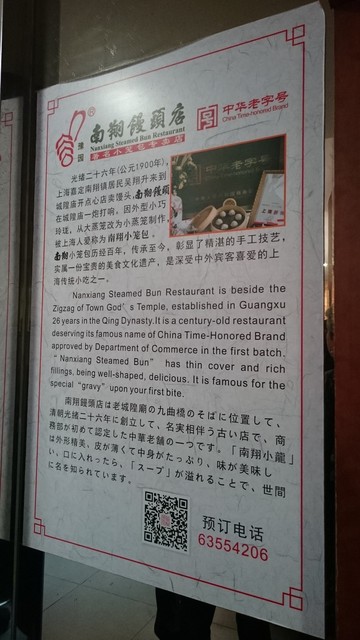 豫园
南翔饅頭店
Nanxiang Steamed Bun Restaurant
中华老字号
China Time-honored Brand
光绪二十六年(公元1900年),
上海嘉定南翔镇居民吴翔升来到
城隍庙开点心店卖馒头,南翔馒頭
在城隍庙一炮打响。因外型小巧
玲珑,从大蒸笼改为小蒸笼制作,
被上海人爱称为南翔小笼包。
南翔小笼包历经百年,传承至今,彰显了精湛的手工技艺,
实属一份宝贵的美食文化遗产,是深受中外宾客喜爱的上
海传统小吃之一。
中华老字号
Nanxiang Steamed Bun Restaurant is beside the
Zigzag of Town God's Temple, established in Guangxu
26 years in the Qing Dynasty.It is a century-old restaurant
deserving its famous name of China Time-Honored Brand
approved by Department of Commerce in the first batch.
"Nanxiang Steamed Bun" has thin cover and rich
fillings, being well-shaped, delicious. It is famous for the
special "gravy" upon your first bite.
南翔饅頭店は老城隍廟の九曲橋のそばに位置して、
清朝光緒二十六年に創立して、名実相伴う古い店で、商
務部が初めて認定した中華老舗の一つです。「南翔小龍」
は外形精美、皮が薄くて中身がたっぷり、味が美味し
い、口に入れったら、「スープ」が溢れることで、世間
に名を知られています。
预订电话
63554206